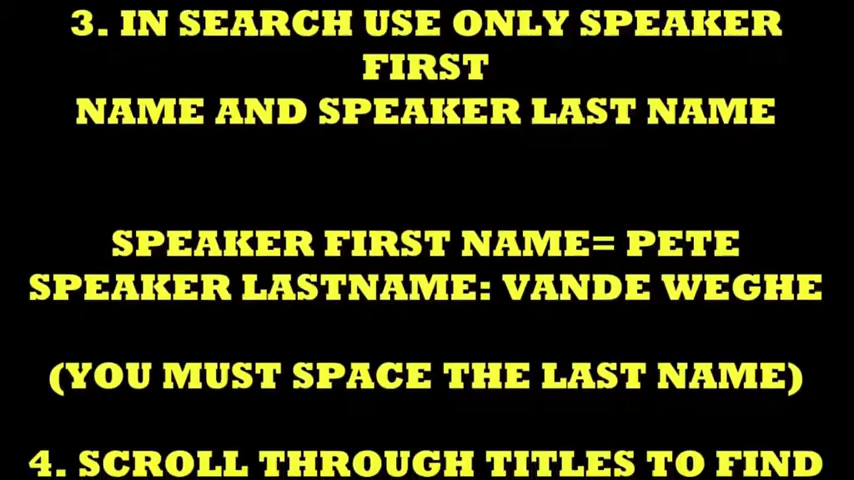 3. IN SEARCH USE ONLY SPEAKER
FIRST
NAME AND SPEAKER LAST NAME
SPEAKER FIRST NAME= PETE
SPEAKER LASTNAME: VANDE WEGHE
(YOU MUST SPACE THE LAST NAME)
4. SCROLL THROUGH TITLES TO FIND